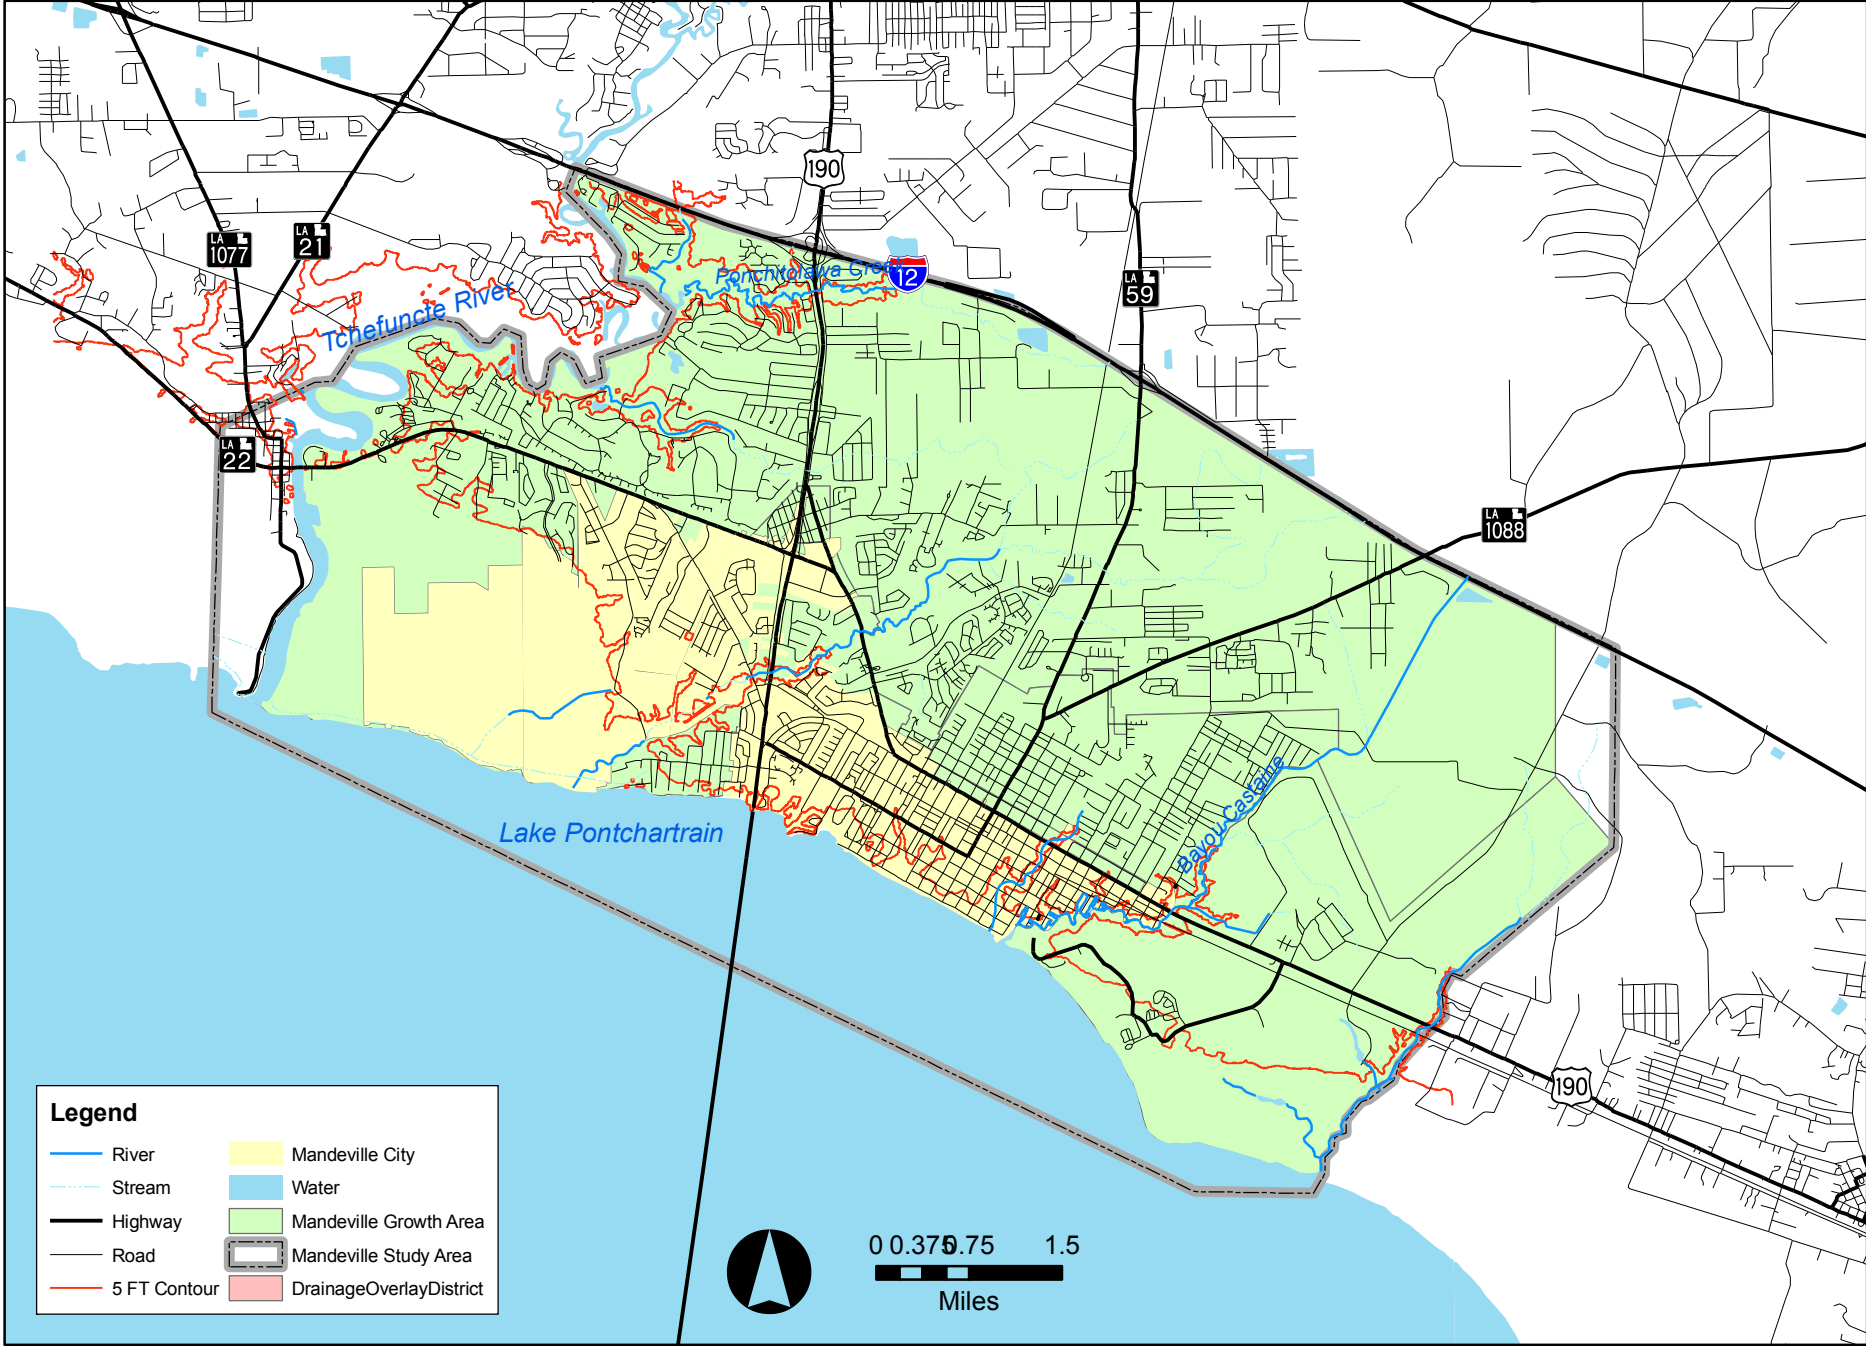 190
LA
1077
LA
21
Ponchitolawa Creek
12
LA
59
Tchefuncte River
LA
22
LA
1088
Bayou Castaine
Lake Pontchartrain
190
Legend
River
Stream
Highway
Road
5 FT Contour
Mandeville City
Water
Mandeville Growth Area
Mandeville Study Area
DrainageOverlayDistrict
0 0.375 0.75 1.5
Miles